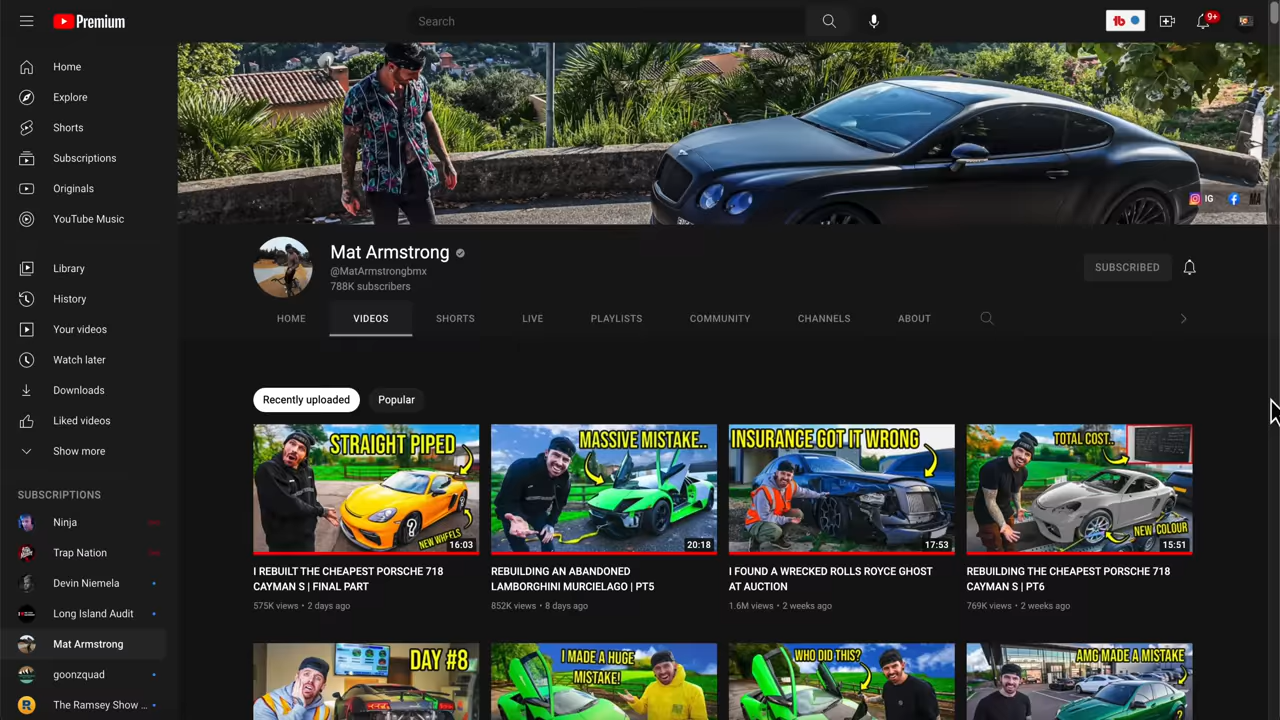 Premium
Search
9+
Home
Explore
Shorts
Subscriptions
Originals
YouTube Music
Library
History
Your videos
Watch later
Downloads
Liked videos
Show more
SUBSCRIPTIONS
Ninja
Trap Nation
Devin Niemela
Long Island Audit
Mat Armstrong
goonzquad
The Ramsey Show ...
IG
MA
Mat Armstrong
@MatArmstrongbmx
788K subscribers
SUBSCRIBED
HOME
VIDEOS
SHORTS
LIVE
PLAYLISTS
COMMUNITY
CHANNELS
ABOUT
Recently uploaded
Popular
STRAIGHT PIPED
?
NEW WHEELS
16:03
MASSIVE MISTAKE..
20:18
INSURANCE GOT IT WRONG
17:53
TOTAL COST..
NEW COLOUR
15:51
I REBUILT THE CHEAPEST PORSCHE 718
CAYMAN S | FINAL PART
575K views • 2 days ago
REBUILDING AN ABANDONED
LAMBORGHINI MURCIELAGO | PT5
852K views • 8 days ago
I FOUND A WRECKED ROLLS ROYCE GHOST
AT AUCTION
1.6M views • 2 weeks ago
REBUILDING THE CHEAPEST PORSCHE 718
CAYMAN S | PT6
769K views • 2 weeks ago
DAY #8
I MADE A HUGE
MISTAKE!
WHO DID THIS?
AMG MADE A MISTAKE
?